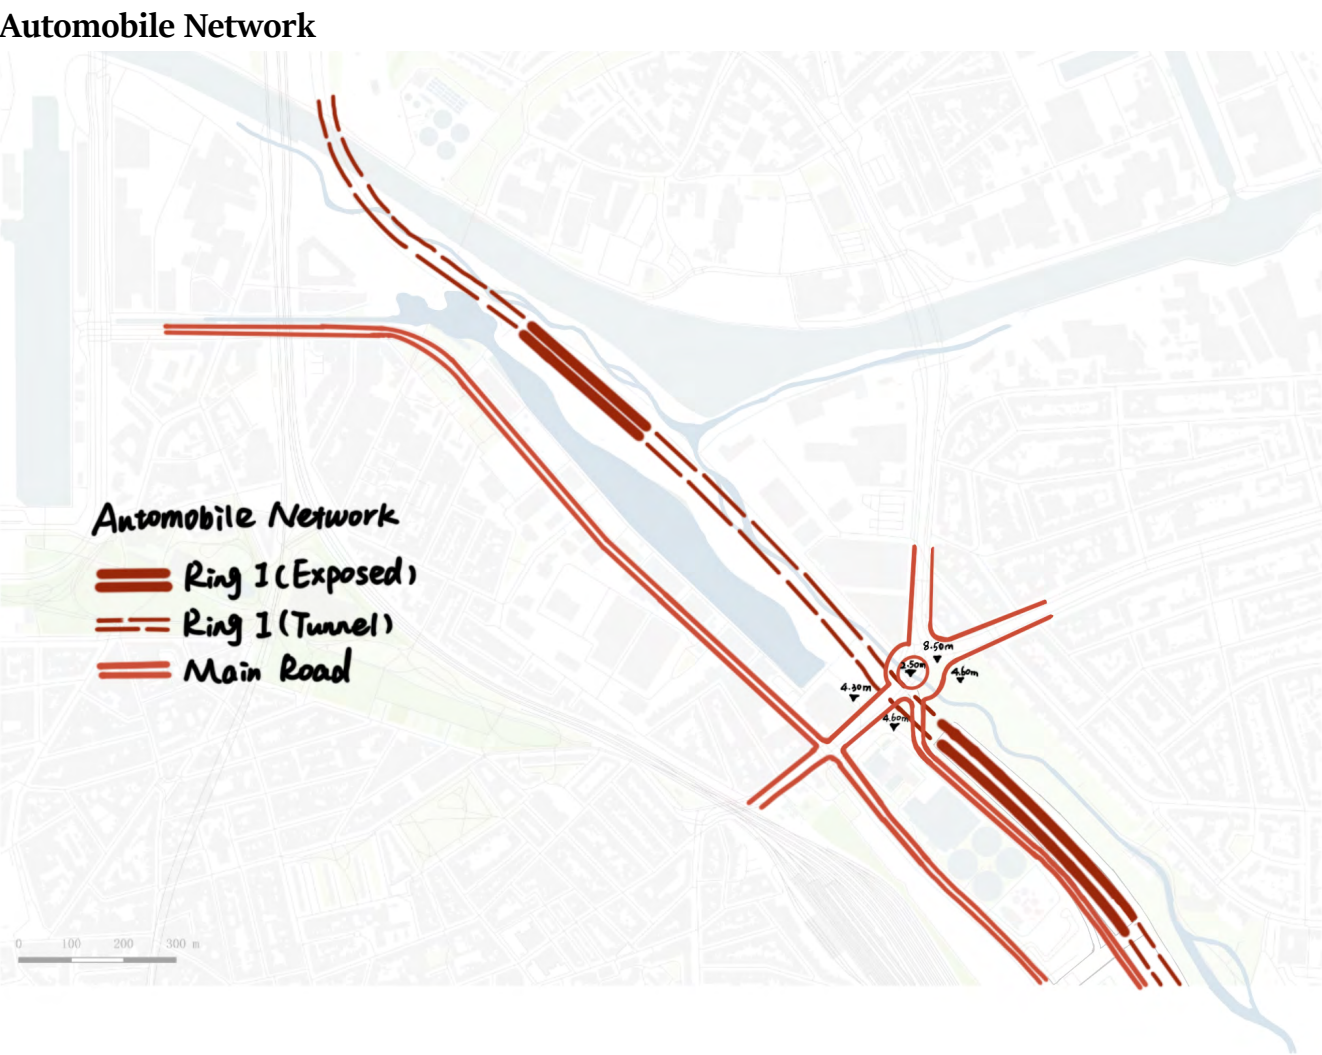 Automobile Network
Automobile Network
Ring 1 (Exposed)
Ring 1 (Tunnel)
Main Road
8.50m
2.50m
4.60m
4.30m
4.60m
0 100 200 300 m